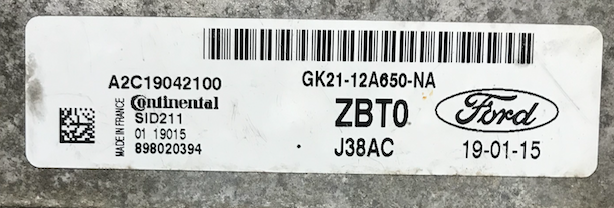 A2C19042100
Continental
SID211
01 19015
898020394
MADE IN FRANCE
GK21-12A650-NA
ZBT0
Ford
J38AC
19-01-15